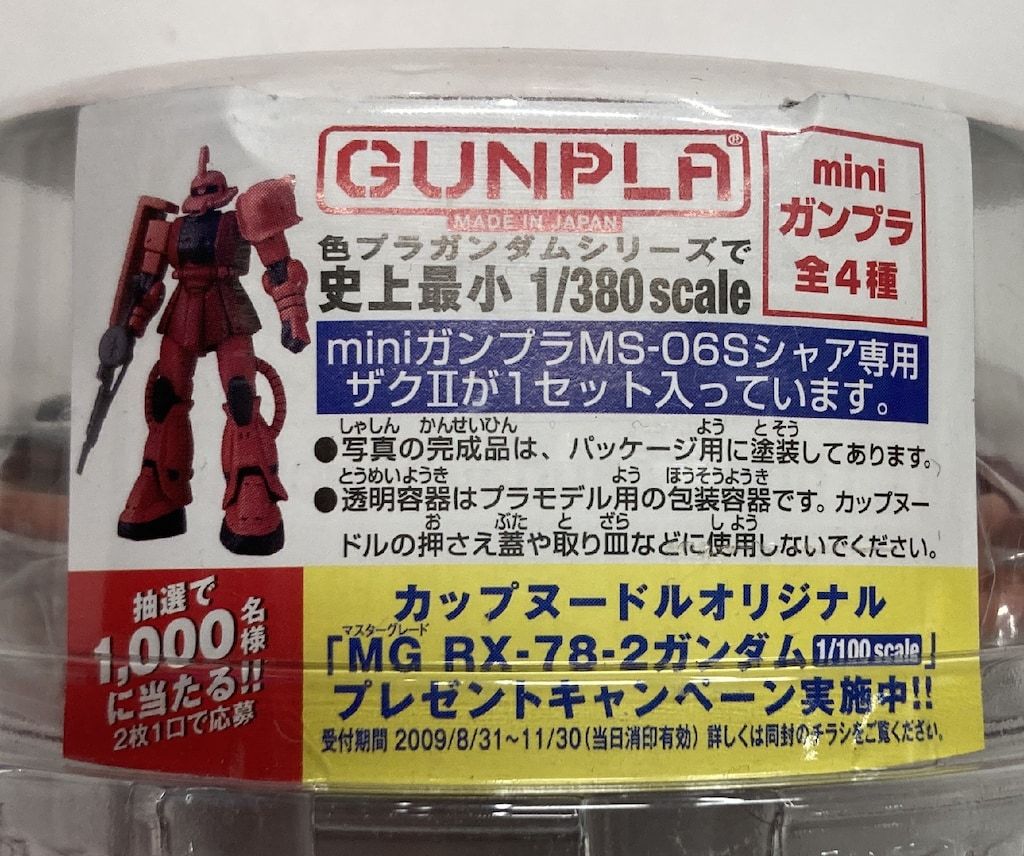 GUNPLA®
MADE IN JAPAN
mini
ガンプラ
全4種
色プラガンダムシリーズで
史上最小 1/380 scale
miniガンプラMS-06Sシャア専用
ザクⅡが1セット入っています。
しゃしん かんせいひん よう とそう
●写真の完成品は、パッケージ用に塗装してあります。
とうめいようき よう ほうそうようき
●透明容器はプラモデル用の包装容器です。カップヌー
お ぶた と ざら しよう
ドルの押さえ蓋や取り皿などに使用しないでください。
抽選で
1,000名様
に当たる!!
2枚1口で応募
カップヌードルオリジナル
マスターグレード
「MG RX-78-2ガンダム 1/100 scale」
プレゼントキャンペーン実施中!!
受付期間 2009/8/31~11/30(当日消印有効) 詳しくは同封のチラシをご覧ください。